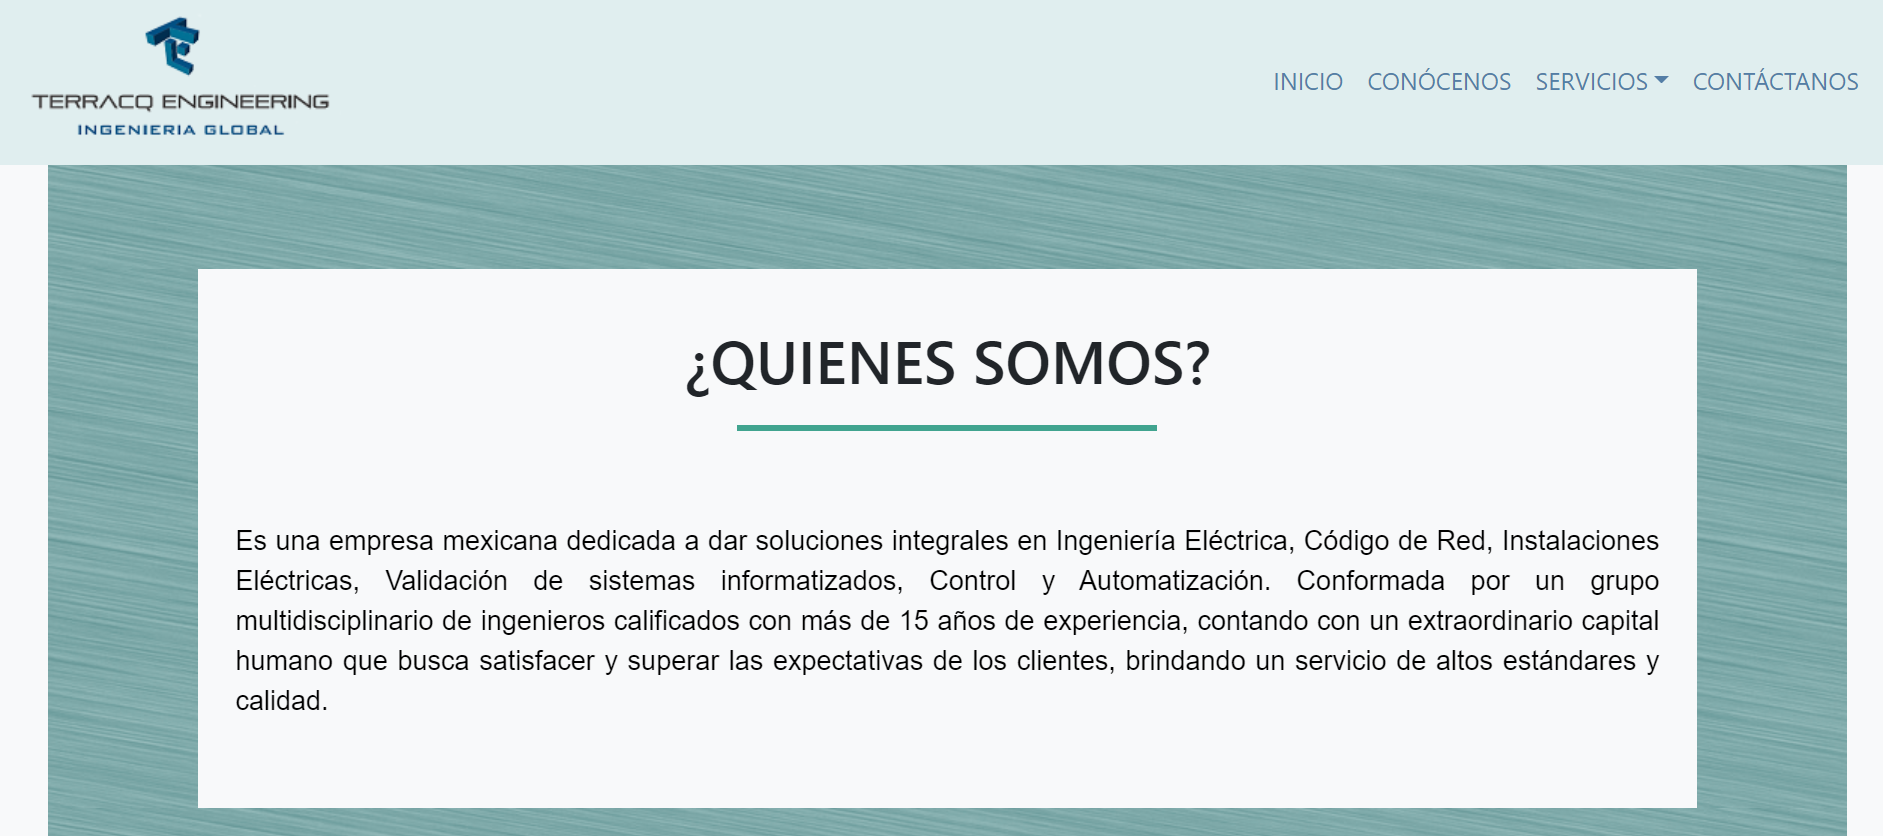 TERRACQ ENGINEERING
INGENIERIA GLOBAL
INICIO CONÓCENOS SERVICIOS CONTÁCTANOS
¿QUIENES SOMOS?
Es una empresa mexicana dedicada a dar soluciones integrales en Ingeniería Eléctrica, Código de Red, Instalaciones
Eléctricas, Validación de sistemas informatizados, Control y Automatización. Conformada por un grupo
multidisciplinario de ingenieros calificados con más de 15 años de experiencia, contando con un extraordinario capital
humano que busca satisfacer y superar las expectativas de los clientes, brindando un servicio de altos estándares y
calidad.